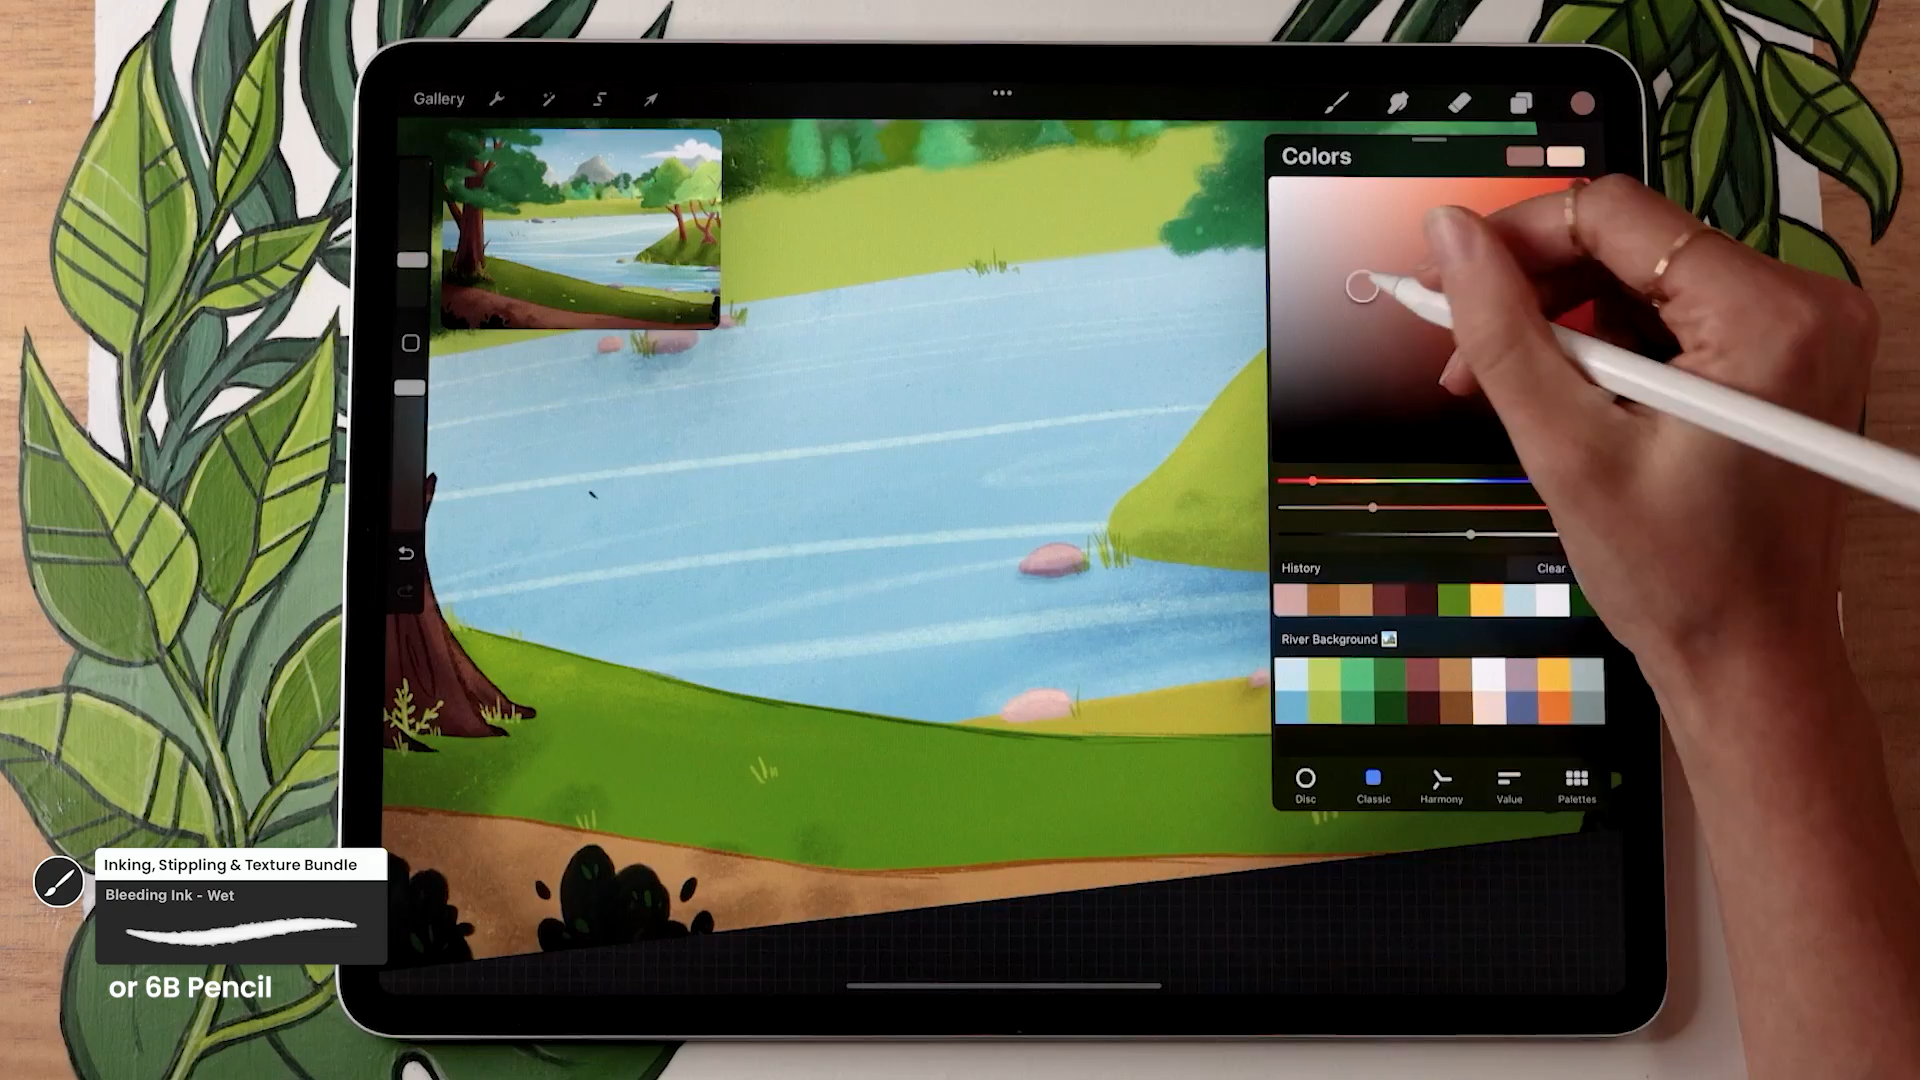 Gallery
Colors
History
Clear
River Background
Disc
Classic
Harmony
Value
Palettes
Inking, Stippling & Texture Bundle
Bleeding Ink - Wet
or 6B Pencil